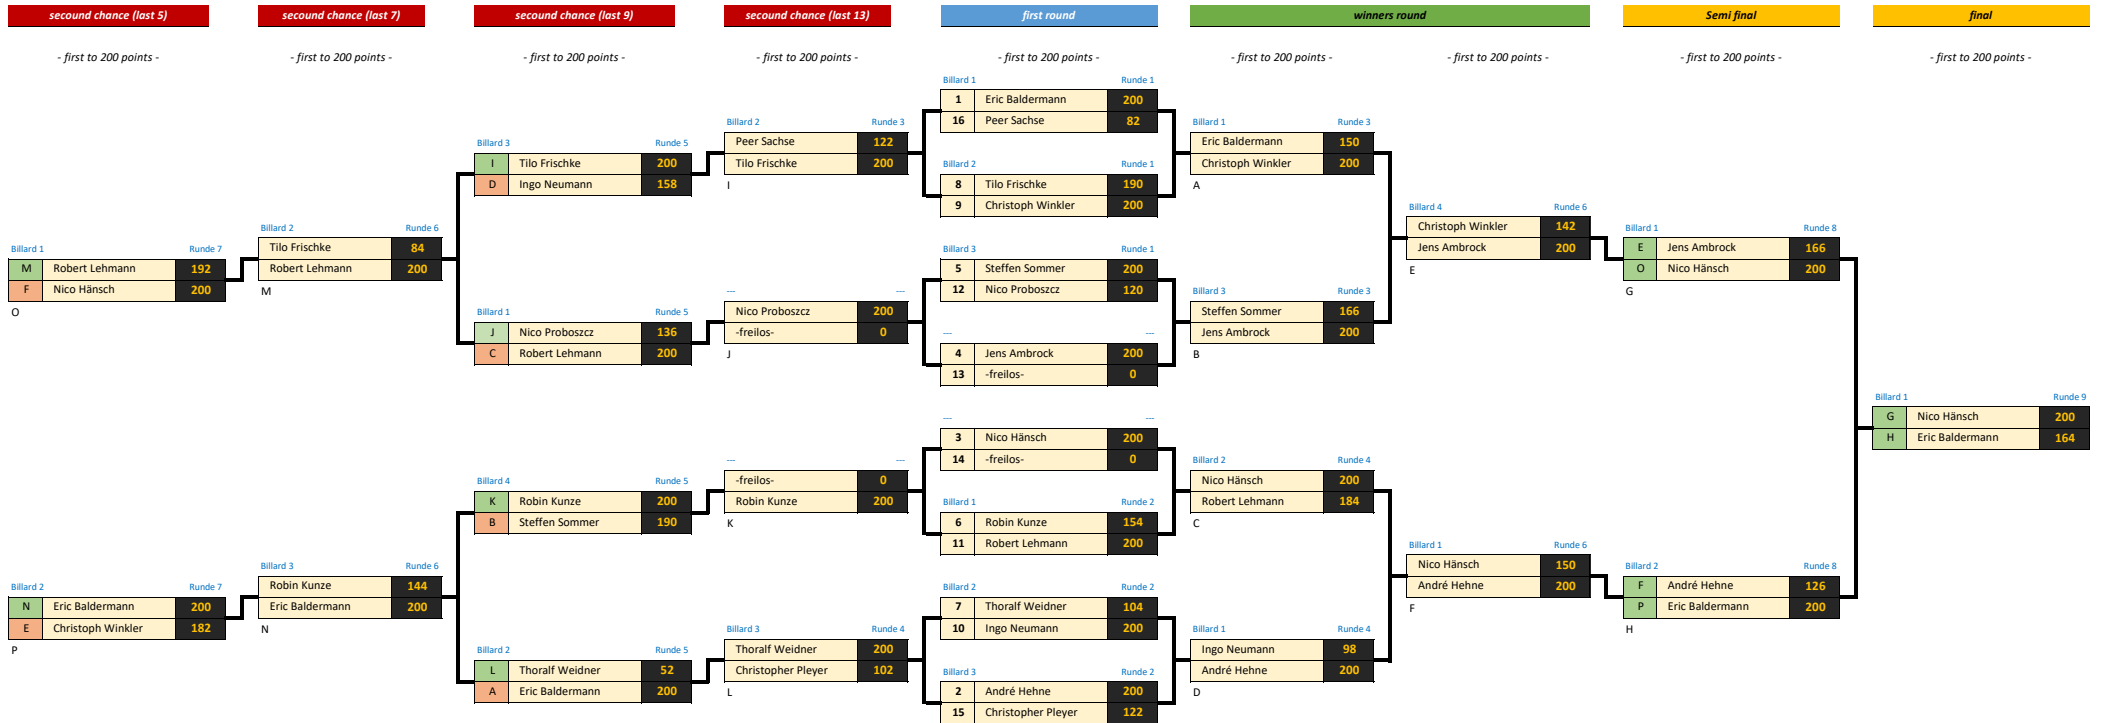 secound chance (last 5) secound chance (last 7) secound chance (last 9) secound chance (last 13) first round winners round Semi final final
- first to 200 points - - first to 200 points - - first to 200 points - - first to 200 points - - first to 200 points - - first to 200 points - - first to 200 points - - first to 200 points - - first to 200 points -
Billard 1 Runde 7
M Robert Lehmann 192
F Nico Hänsch 200
O
Billard 2 Runde 7
N Eric Baldermann 200
E Christoph Winkler 182
P
Billard 2 Runde 6
Tilo Frischke 84
Robert Lehmann 200
M
Billard 3 Runde 6
Robin Kunze 144
Eric Baldermann 200
N
Billard 3 Runde 5
I Tilo Frischke 200
D Ingo Neumann 158
Billard 1 Runde 5
J Nico Proboszcz 136
C Robert Lehmann 200
Billard 4 Runde 5
K Robin Kunze 200
B Steffen Sommer 190
Billard 2 Runde 5
L Thoralf Weidner 52
A Eric Baldermann 200
Billard 2 Runde 3
Peer Sachse 122
Tilo Frischke 200
I
--- ---
Nico Proboszcz 200
-freilos- 0
J
--- ---
-freilos- 0
Robin Kunze 200
K
Billard 3 Runde 4
Thoralf Weidner 200
Christopher Pleyer 102
L
Billard 1 Runde 1
1 Eric Baldermann 200
16 Peer Sachse 82
Billard 2 Runde 1
8 Tilo Frischke 190
9 Christoph Winkler 200
Billard 3 Runde 1
5 Steffen Sommer 200
12 Nico Proboszcz 120
--- ---
4 Jens Ambrock 200
13 -freilos- 0
--- ---
3 Nico Hänsch 200
14 -freilos- 0
Billard 1 Runde 2
6 Robin Kunze 154
11 Robert Lehmann 200
Billard 2 Runde 2
7 Thoralf Weidner 104
10 Ingo Neumann 200
Billard 3 Runde 2
2 André Hehne 200
15 Christopher Pleyer 122
Billard 1 Runde 3
Eric Baldermann 150
Christoph Winkler 200
A
Billard 3 Runde 3
Steffen Sommer 166
Jens Ambrock 200
B
Billard 2 Runde 4
Nico Hänsch 200
Robert Lehmann 184
C
Billard 1 Runde 4
Ingo Neumann 98
André Hehne 200
D
Billard 4 Runde 6
Christoph Winkler 142
Jens Ambrock 200
E
Billard 1 Runde 6
Nico Hänsch 150
André Hehne 200
F
Billard 1 Runde 8
E Jens Ambrock 166
O Nico Hänsch 200
G
Billard 2 Runde 8
F André Hehne 126
P Eric Baldermann 200
H
Billard 1 Runde 9
G Nico Hänsch 200
H Eric Baldermann 164